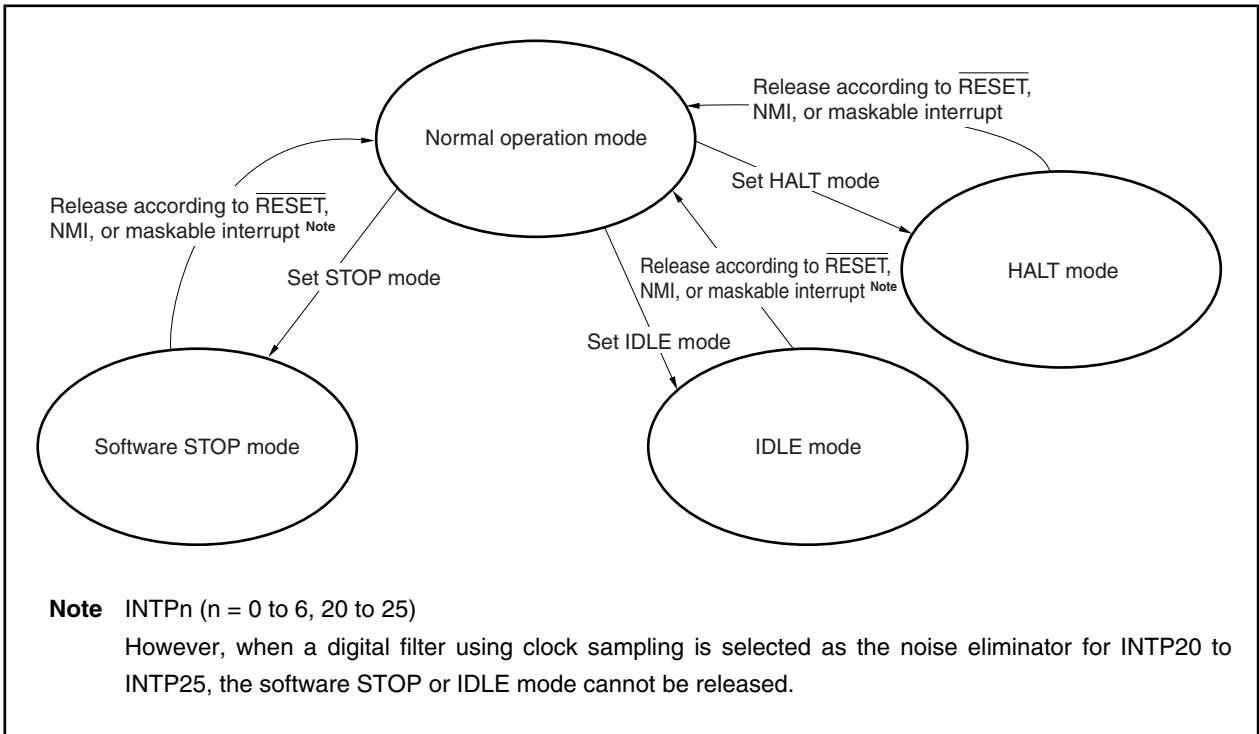 Normal operation mode
Release according to RESET,
NMI, or maskable interrupt
Set HALT mode
HALT mode
Release according to RESET,
NMI, or maskable interrupt Note
Set STOP mode
Release according to RESET,
NMI, or maskable interrupt Note
Set IDLE mode
Software STOP mode
IDLE mode
Note INTPn (n = 0 to 6, 20 to 25)
However, when a digital filter using clock sampling is selected as the noise eliminator for INTP20 to
INTP25, the software STOP or IDLE mode cannot be released.